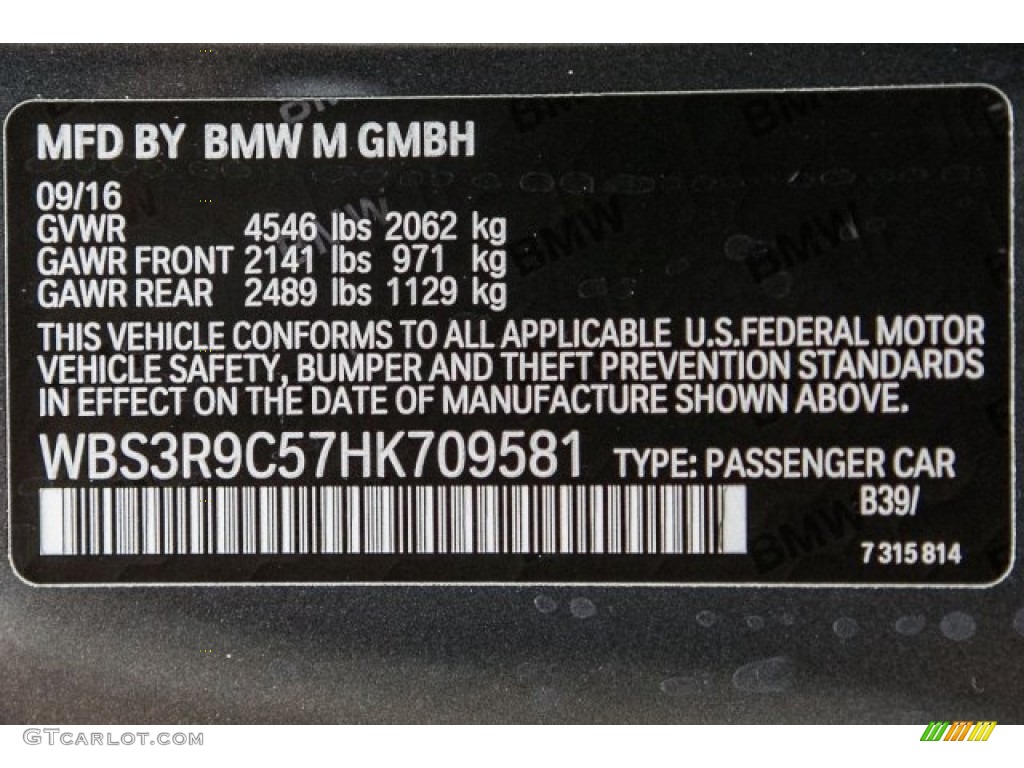 MFD BY BMW M GMBH
09/16
GVWR 4546 lbs 2062 kg
GAWR FRONT 2141 lbs 971 kg
GAWR REAR 2489 lbs 1129 kg
THIS VEHICLE CONFORMS TO ALL APPLICABLE U.S.FEDERAL MOTOR
VEHICLE SAFETY, BUMPER AND THEFT PREVENTION STANDARDS
IN EFFECT ON THE DATE OF MANUFACTURE SHOWN ABOVE.
WBS3R9C57HK709581 TYPE: PASSENGER CAR
B39/
7 315 814
GTCarlot.com